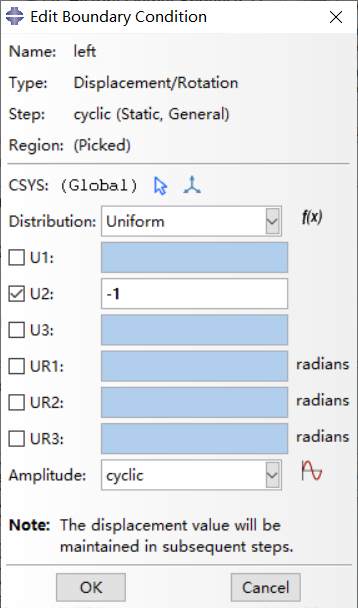 Edit Boundary Condition
Name: left
Type: Displacement/Rotation
Step: cyclic (Static, General)
Region: (Picked)
CSYS: (Global)
Distribution: Uniform f(x)
U1:
U2: -1
U3:
UR1: radians
UR2: radians
UR3: radians
Amplitude: cyclic
Note: The displacement value will be
maintained in subsequent steps.
OK Cancel